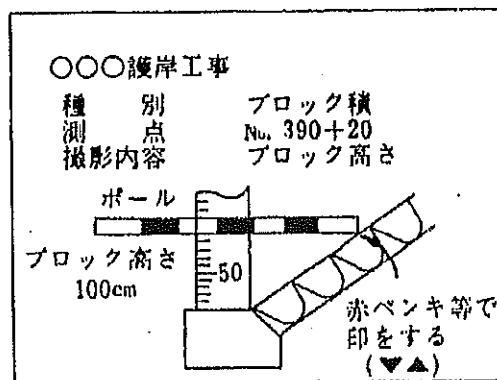 ○○○護岸工事
種　別　ブロック積
測　点　No. 390+20
撮影内容　ブロック高さ
ポール
ブロック高さ
100cm
50
赤ペンキ等で
印をする
(▼▲)